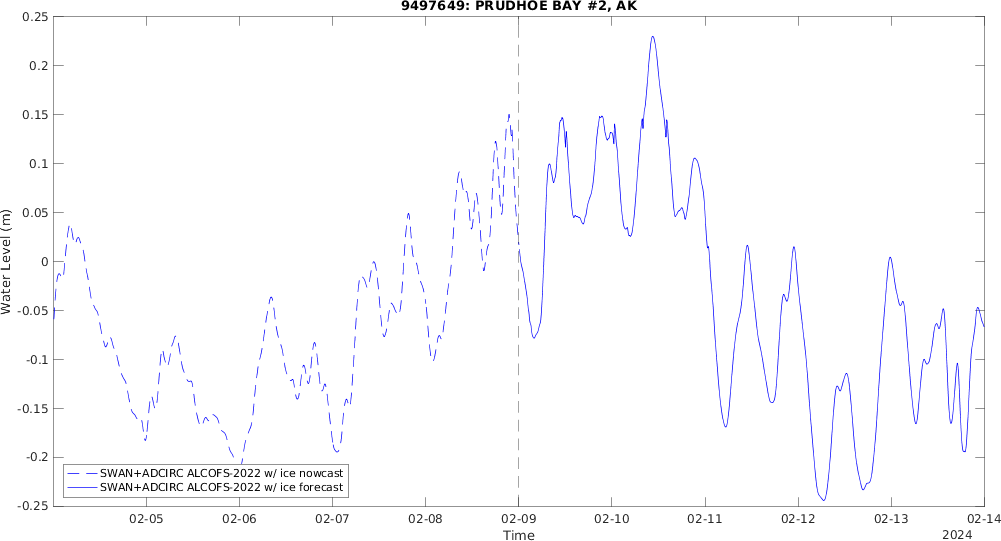 9497649: PRUDHOE BAY #2, AK
0.25
0.2
0.15
0.1
0.05
0
-0.05
-0.1
-0.15
-0.2
-0.25
Water Level (m)
SWAN+ADCIRC ALCOFS-2022 w/ ice nowcast
SWAN+ADCIRC ALCOFS-2022 w/ ice forecast
02-05 02-06 02-07 02-08 02-09 02-10 02-11 02-12 02-13 02-14
Time
2024